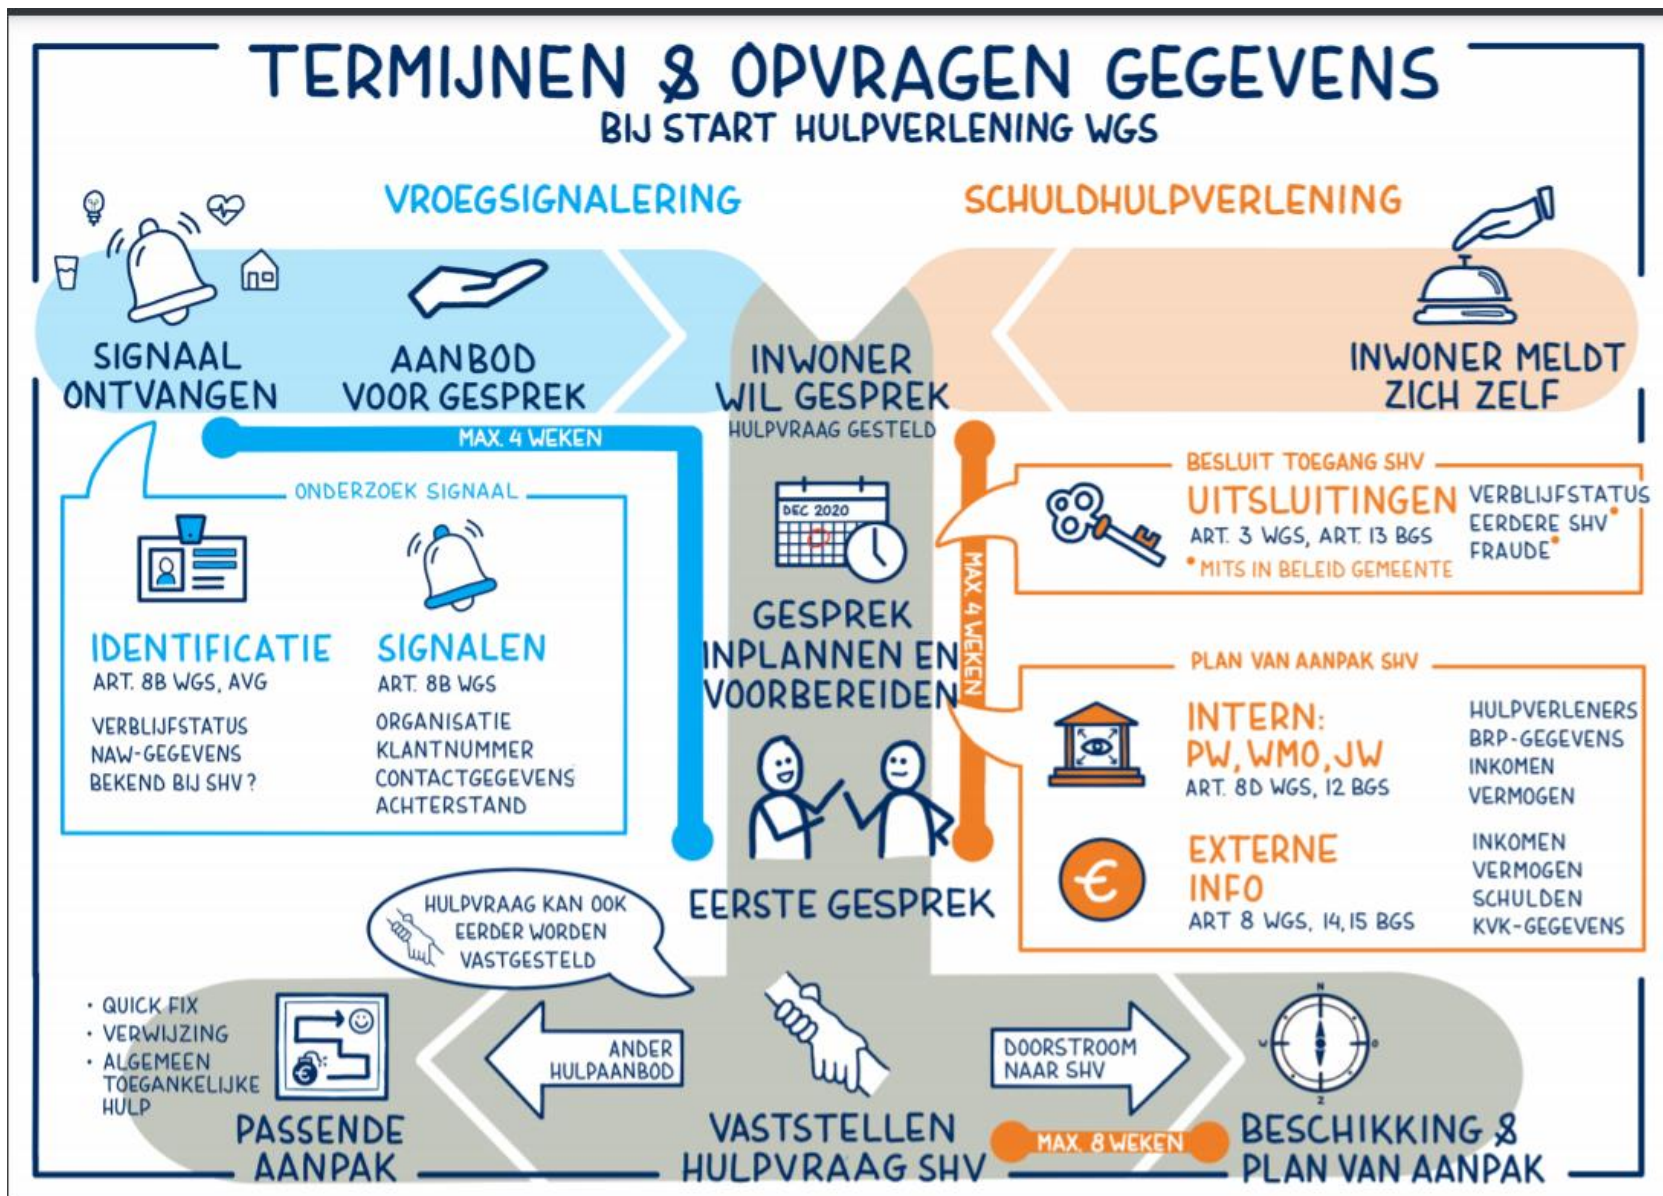 TERMIJNEN & OPVRAGEN GEGEVENS
BIJ START HULPVERLENING WGS
VROEGSIGNALERING
SCHULDHULPVERLENING
SIGNAAL
ONTVANGEN
AANBOD
VOOR GESPREK
INWONER
WIL GESPREK
HULPVRAAG GESTELD
INWONER MELDT
ZICH ZELF
MAX. 4 WEKEN
ONDERZOEK SIGNAAL
IDENTIFICATIE
ART. 8B WGS, AVG
VERBLIJFSTATUS
NAW-GEGEVENS
BEKEND BIJ SHV?
SIGNALEN
ART. 8B WGS
ORGANISATIE
KLANTNUMMER
CONTACTGEGEVENS
ACHTERSTAND
DEC 2020
GESPREK
INPLANNEN EN
VOORBEREIDEN
MAX. 4 WEKEN
EERSTE GESPREK
BESLUIT TOEGANG SHV
UITSLUITINGEN
ART. 3 WGS, ART. 13 BGS
*MITS IN BELEID GEMEENTE
VERBLIJFSTATUS
EERDERE SHV*
FRAUDE*
PLAN VAN AANPAK SHV
INTERN:
PW, WMO, JW
ART. 8D WGS, 12 BGS
HULPVERLENERS
BRP-GEGEVENS
INKOMEN
VERMOGEN
€
EXTERNE
INFO
ART 8 WGS, 14,15 BGS
INKOMEN
VERMOGEN
SCHULDEN
KVK-GEGEVENS
HULPVRAAG KAN OOK
EERDER WORDEN
VASTGESTELD
• QUICK FIX
• VERWIJZING
• ALGEMEEN
TOEGANKELIJKE
HULP
€
PASSENDE
AANPAK
ANDER
HULPAANBOD
VASTSTELLEN
HULPVRAAG SHV
DOORSTROOM
NAAR SHV
MAX. 8 WEKEN
N
W
O
Z
BESCHIKKING &
PLAN VAN AANPAK